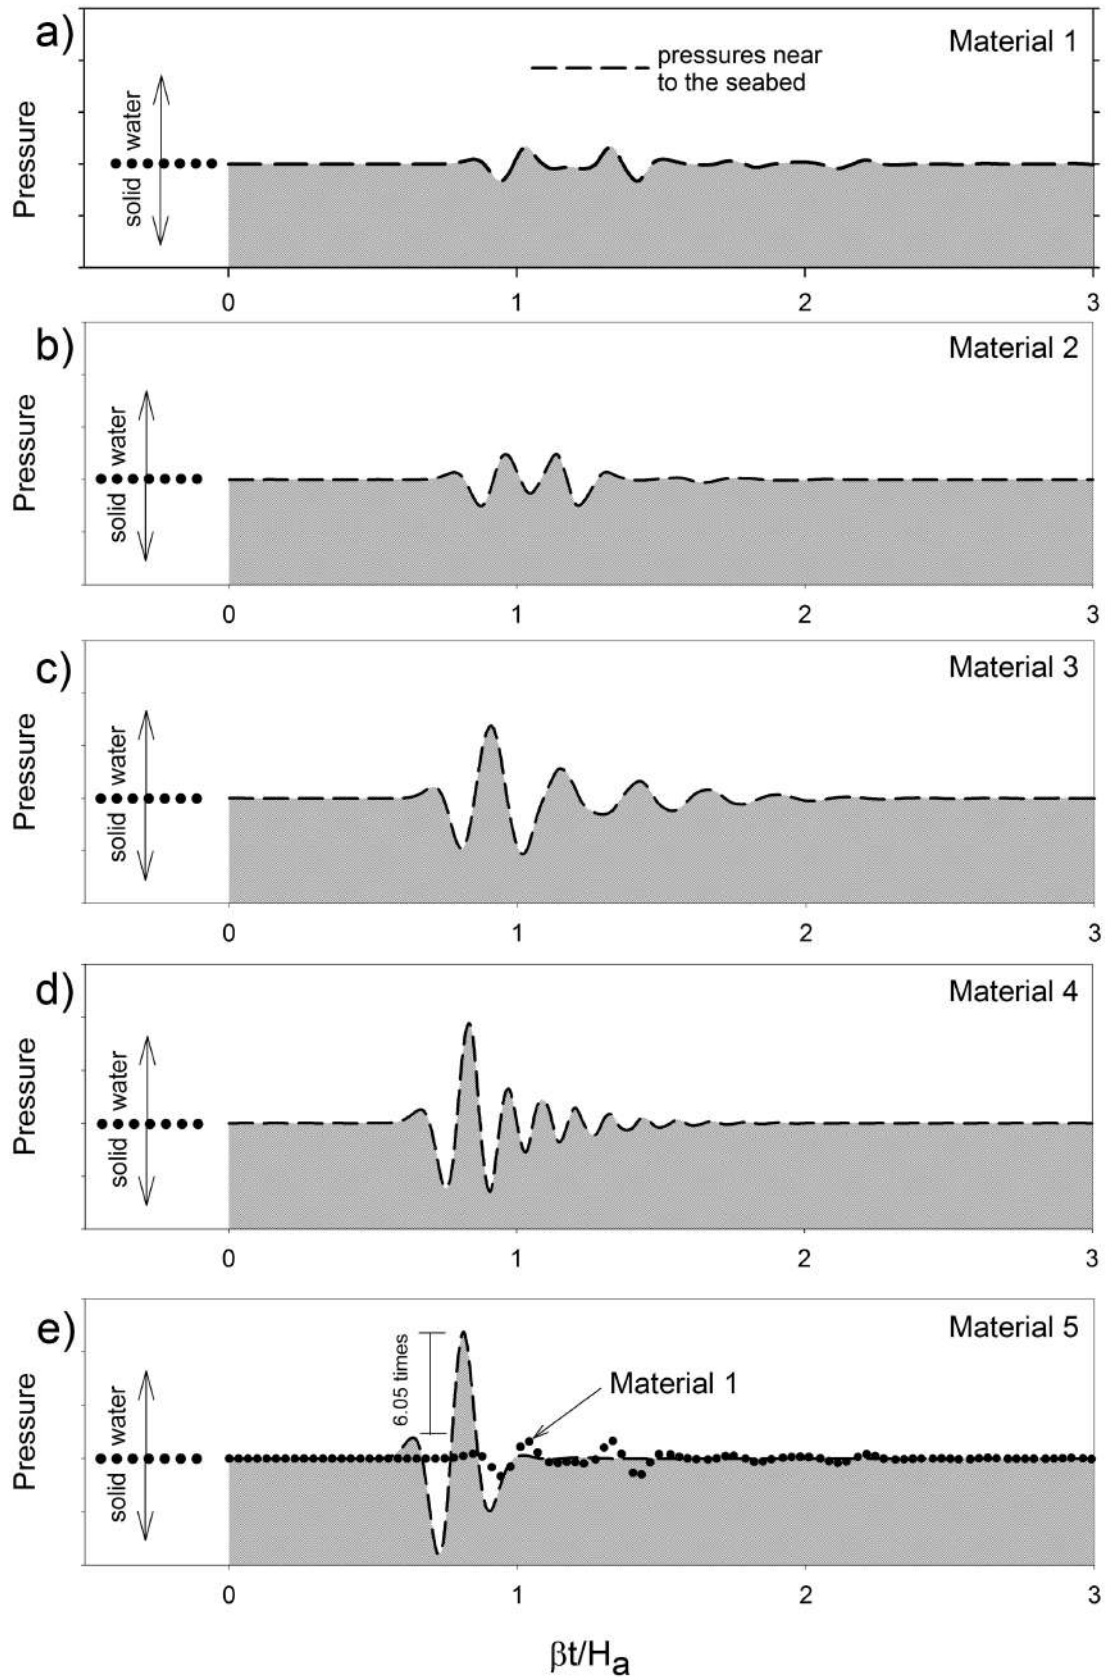 a)
Material 1
pressures near
to the seabed
Pressure
solid water
0 1 2 3
b)
Material 2
Pressure
solid water
0 1 2 3
c)
Material 3
Pressure
solid water
0 1 2 3
d)
Material 4
Pressure
solid water
0 1 2 3
e)
Material 5
6.05 times
Material 1
Pressure
solid water
0 1 2 3
βt/Ha